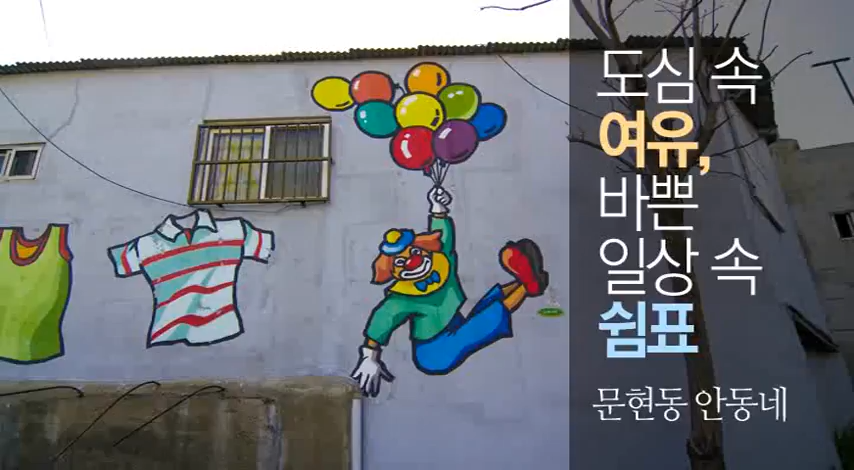 도심 속
여유,
바쁜
일상 속
쉼표
문현동 안동네